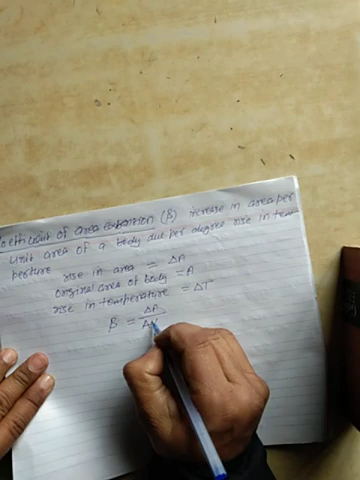 coefficient of area expansion (β) increase in area per
unit area of a body due per degree rise in tem
perature
rise in area = ΔA
original area of body = A
rise in temperature = ΔT
β = ΔA